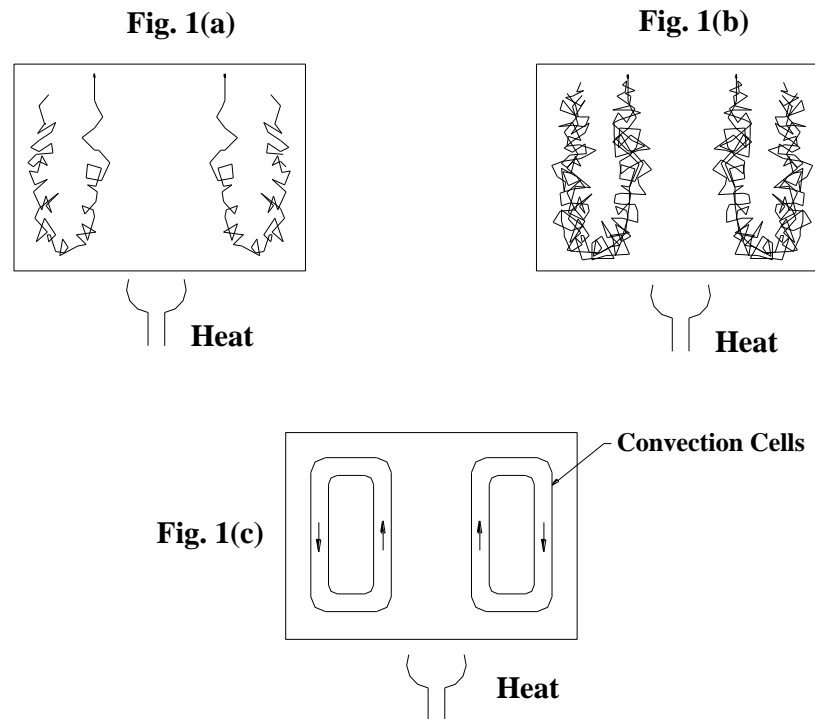 Fig. 1(a)
Fig. 1(b)
Heat
Heat
Convection Cells
Fig. 1(c)
Heat